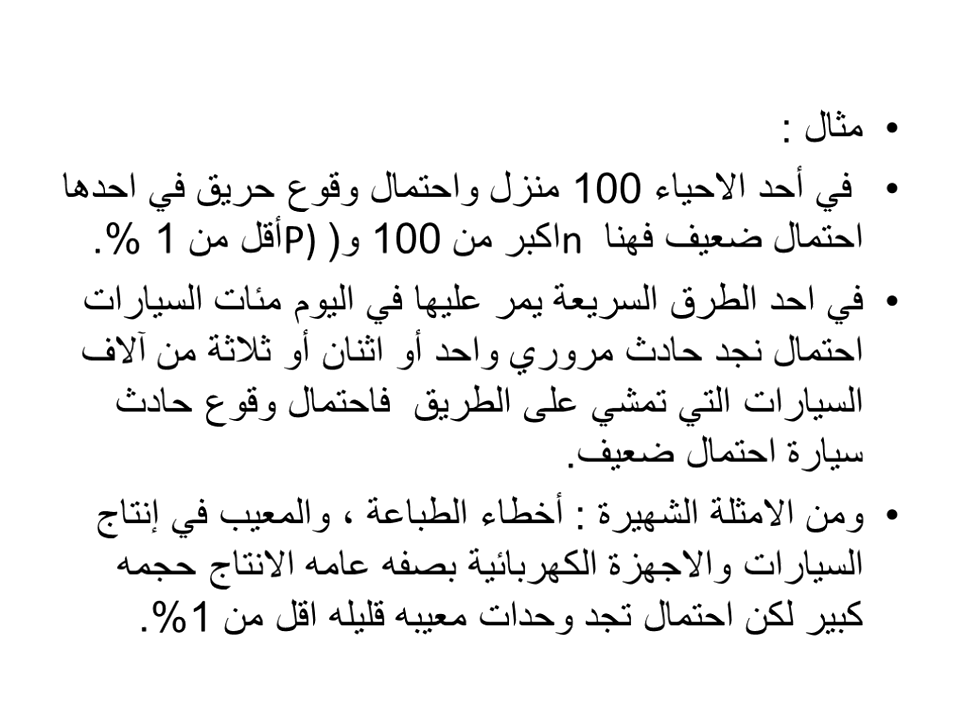 • مثال :
• في أحد الاحياء 100 منزل واحتمال وقوع حريق في احدها
احتمال ضعيف فهنا n اكبر من 100 و( P) أقل من 1 %.
• في احد الطرق السريعة يمر عليها في اليوم مئات السيارات
احتمال نجد حادث مروري واحد أو اثنان أو ثلاثة من آلاف
السيارات التي تمشي على الطريق فاحتمال وقوع حادث
سيارة احتمال ضعيف.
• ومن الامثلة الشهيرة : أخطاء الطباعة ، والمعيب في إنتاج
السيارات والاجهزة الكهربائية بصفه عامه الانتاج حجمه
كبير لكن احتمال تجد وحدات معيبه قليله اقل من 1%.